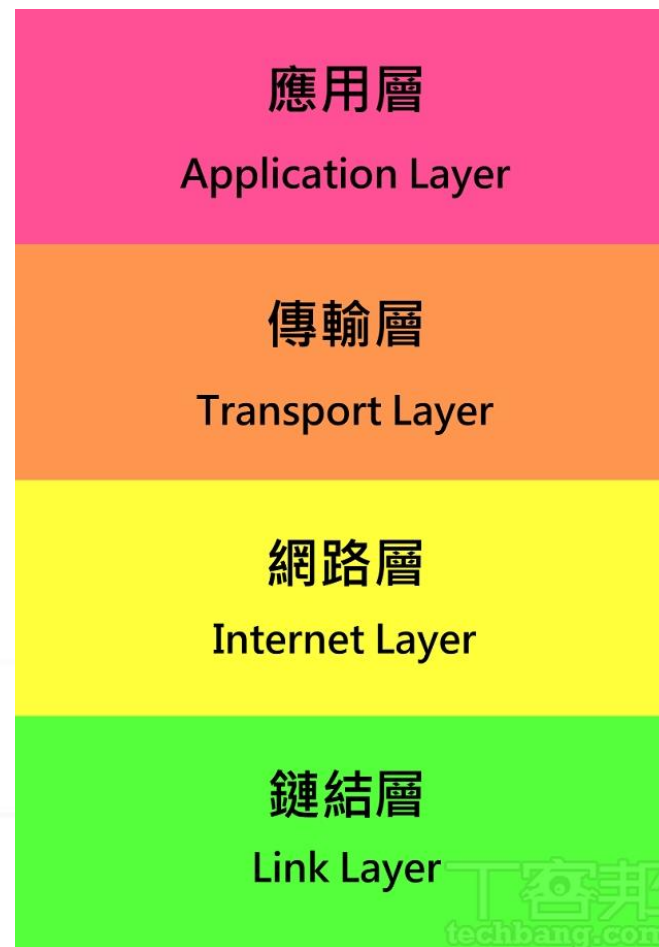 應用層
Application Layer
傳輸層
Transport Layer
網路層
Internet Layer
鏈結層
Link Layer
T客邦
techbang.com